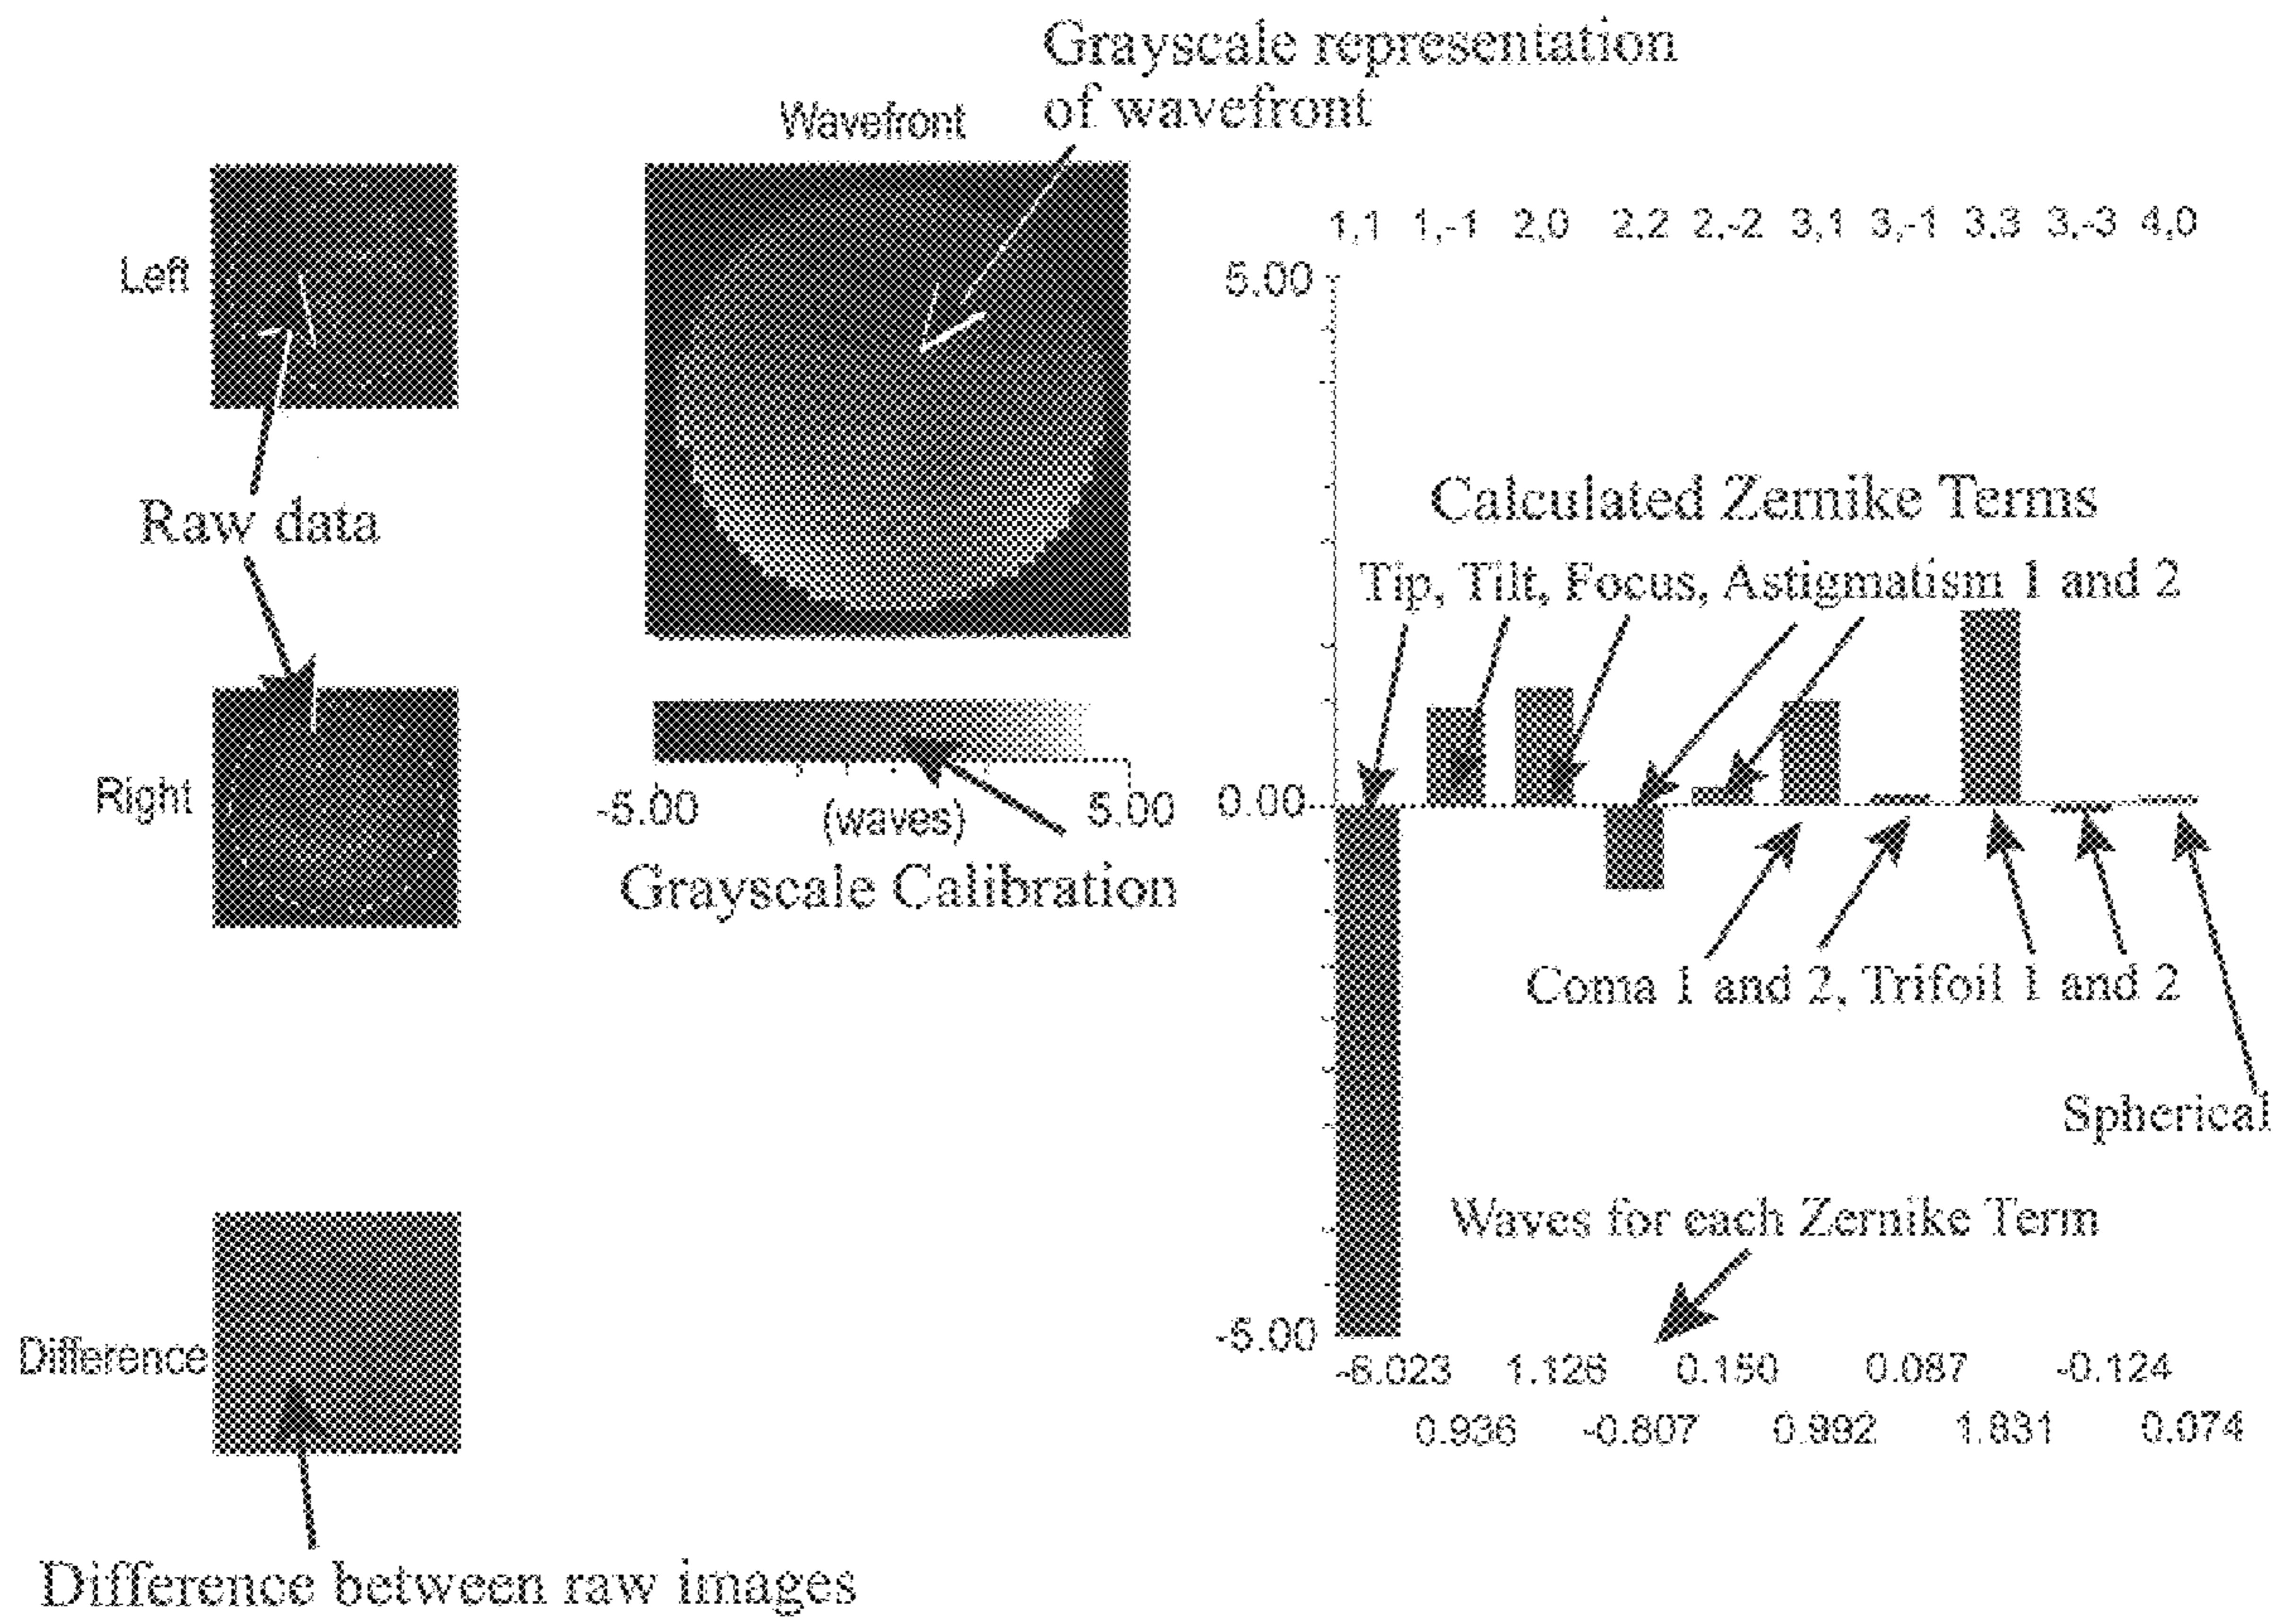 Grayscale representation
of wavefront
Wavefront
Left
Raw data
Right
Difference
Difference between raw images
-5.00
(waves)
5.00
Grayscale Calibration
1,1 1,-1 2,0 2,2 2,-2 3,1 3,-1 3,3 3,-3 4,0
5.00
Calculated Zernike Terms
Tip, Tilt, Focus, Astigmatism 1 and 2
0.00
Coma 1 and 2, Trifoil 1 and 2
Spherical
Waves for each Zernike Term
-5.00
1.126 0.150 0.087 -0.124
0.936 -0.807 0.992 1.831 0.074